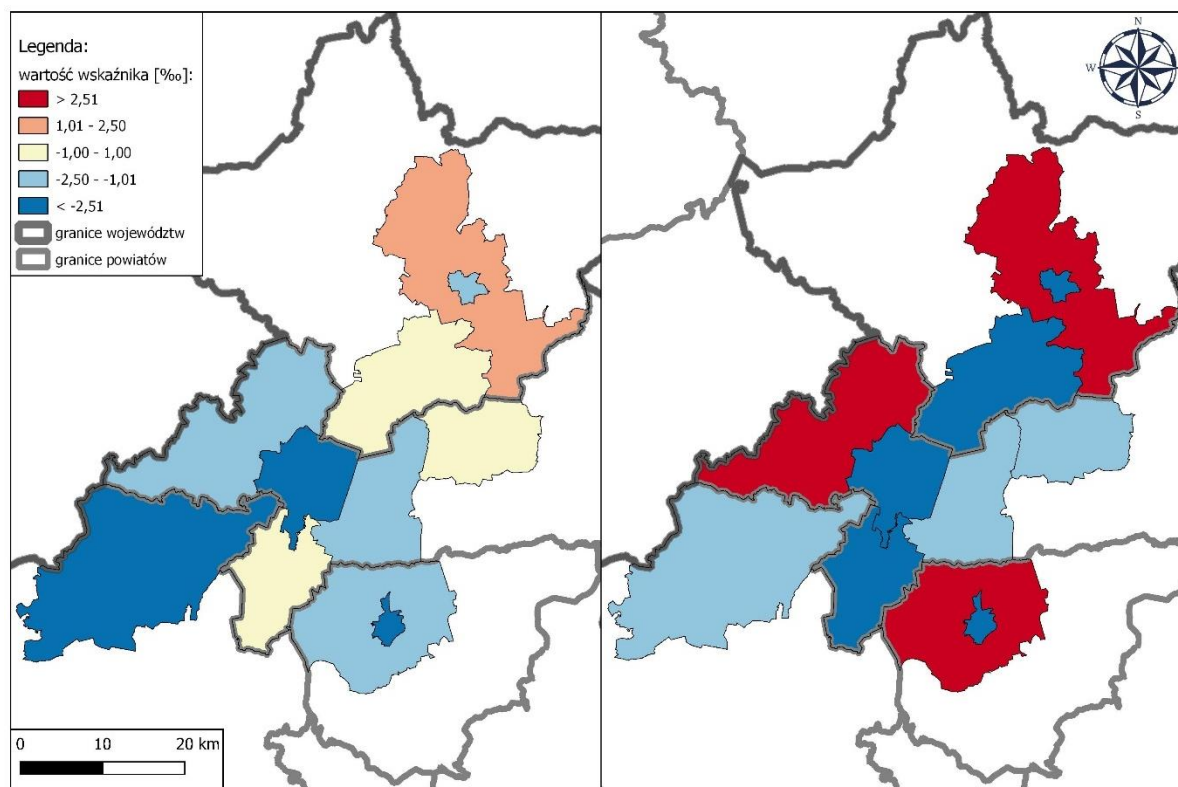 Legenda:
wartość wskaźnika [‰]:
> 2,51
1,01 - 2,50
-1,00 - 1,00
-2,50 - -1,01
< -2,51
granice województw
granice powiatów
0 10 20 km
N
W E
S